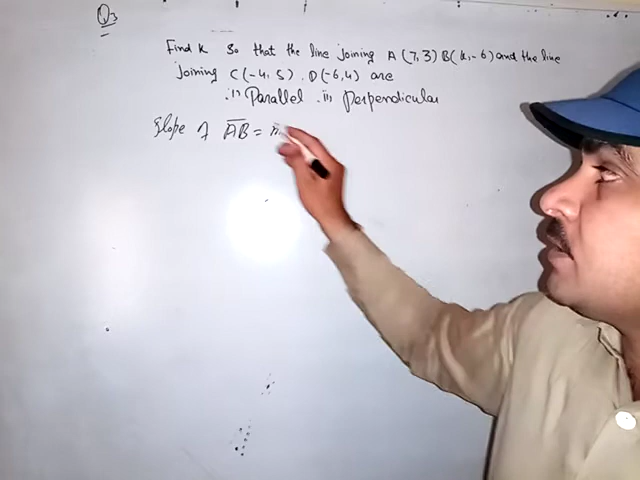 Q3
Find k So that the line joining A (7,3) B(k,-6) and the line
joining C(-4,5) . D(-6,4) are
(i) Parallel (ii) Perpendicular
Slope of AB = m